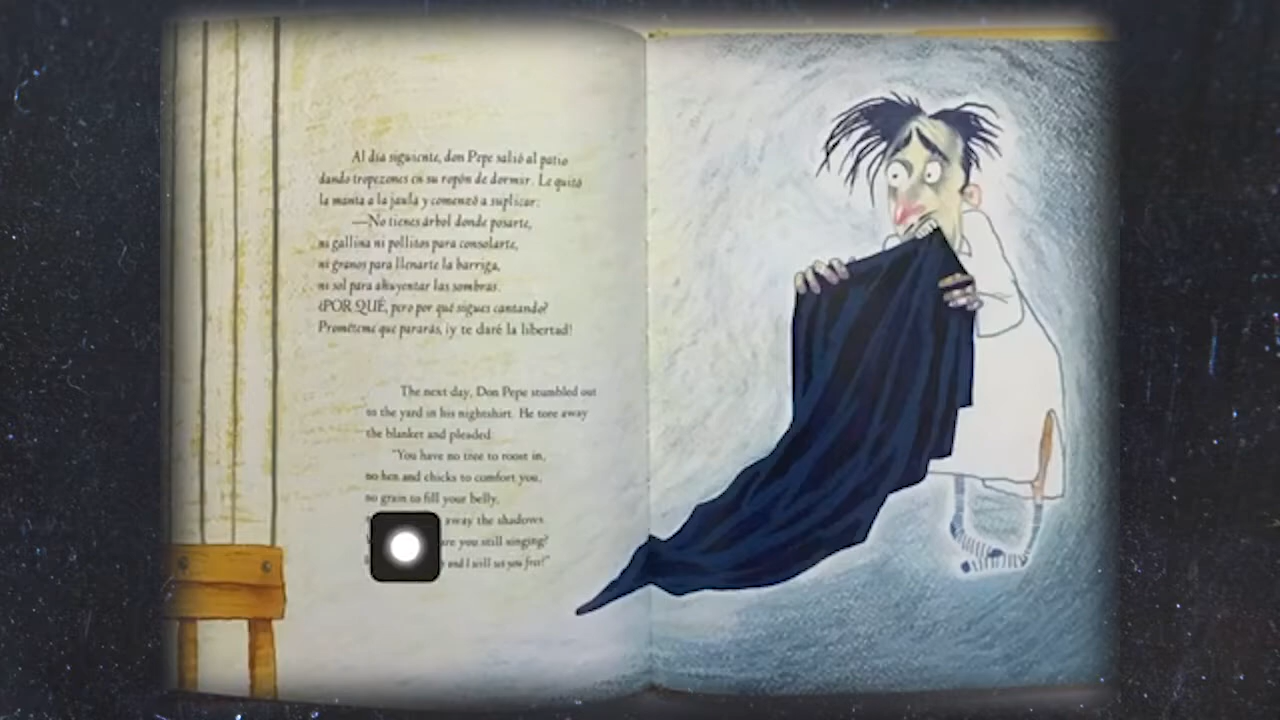 Al día siguiente, don Pepe salió al patio
dando tropezones en su ropón de dormir. Le quitó
la manta a la jaula y comenzó a suplicar:
—No tienes árbol donde posarte,
ni gallina ni pollitos para consolarte,
ni granos para llenarte la barriga,
ni sol para ahuyentar las sombras.
¿POR QUÉ, pero por qué sigues cantando?
Prométeme que pararás, ¡y te daré la libertad!
The next day, Don Pepe stumbled out
to the yard in his nightshirt. He tore away
the blanket and pleaded
"You have no tree to roost in,
no hen and chicks to comfort you,
no grain to fill your belly,
away the shadows.
are you still singing?
and I will set you free!"